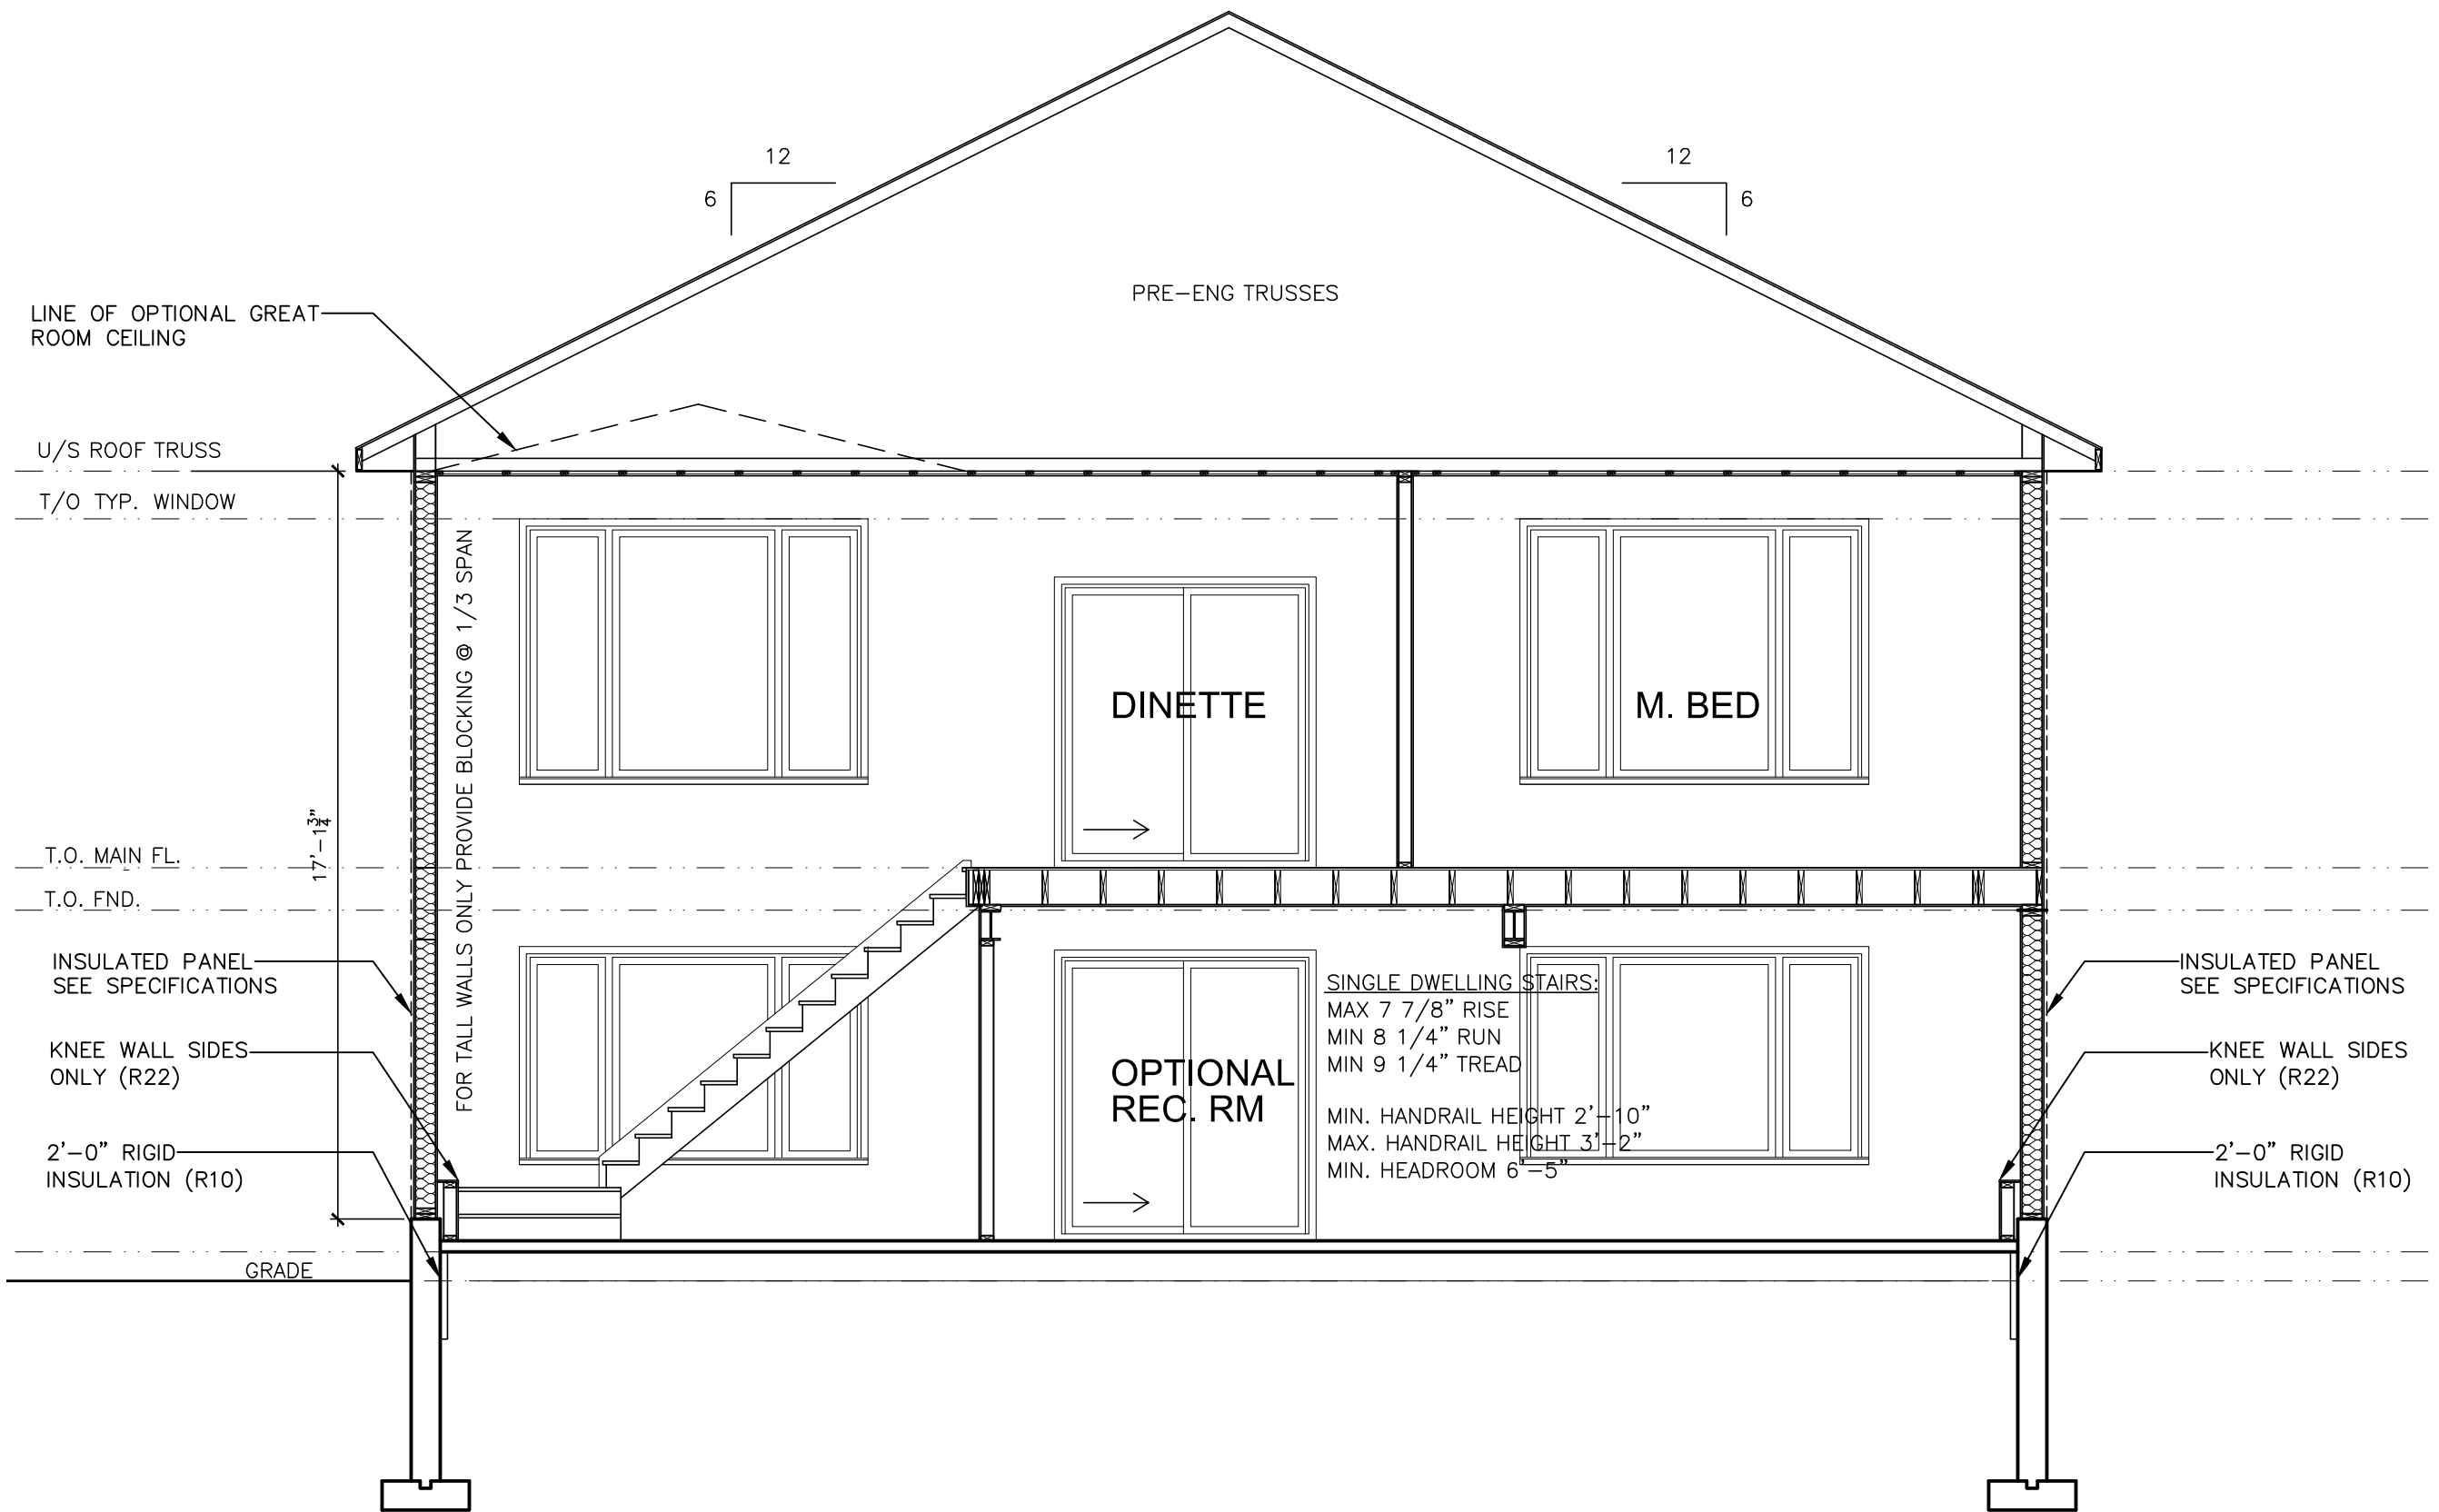 12
12
6
6
PRE-ENG TRUSSES
LINE OF OPTIONAL GREAT
ROOM CEILING
U/S ROOF TRUSS
T/O TYP. WINDOW
FOR TALL WALLS ONLY PROVIDE BLOCKING @ 1/3 SPAN
DINETTE
M. BED
17'-1 3/4"
T.O. MAIN FL.
T.O. FND.
INSULATED PANEL
SEE SPECIFICATIONS
KNEE WALL SIDES
ONLY (R22)
2'-0" RIGID
INSULATION (R10)
GRADE
OPTIONAL
REC. RM
SINGLE DWELLING STAIRS:
MAX 7 7/8" RISE
MIN 8 1/4" RUN
MIN 9 1/4" TREAD
MIN. HANDRAIL HEIGHT 2'-10"
MAX. HANDRAIL HEIGHT 3'-2"
MIN. HEADROOM 6'-5"
INSULATED PANEL
SEE SPECIFICATIONS
KNEE WALL SIDES
ONLY (R22)
2'-0" RIGID
INSULATION (R10)